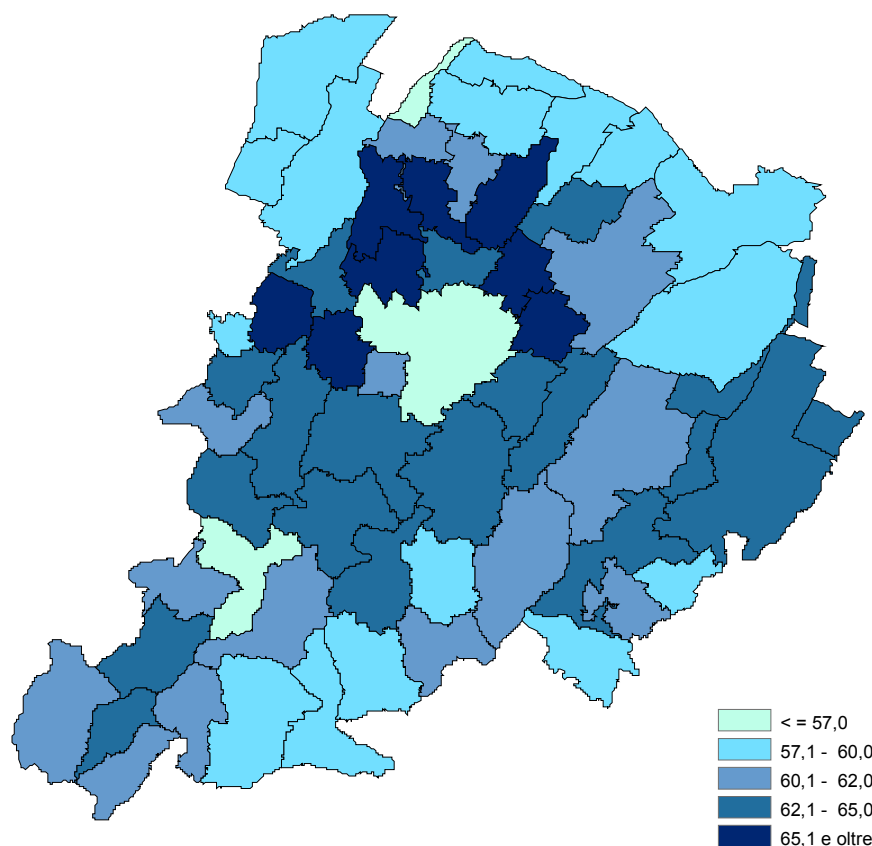 < = 57,0
57,1 - 60,0
60,1 - 62,0
62,1 - 65,0
65,1 e oltre